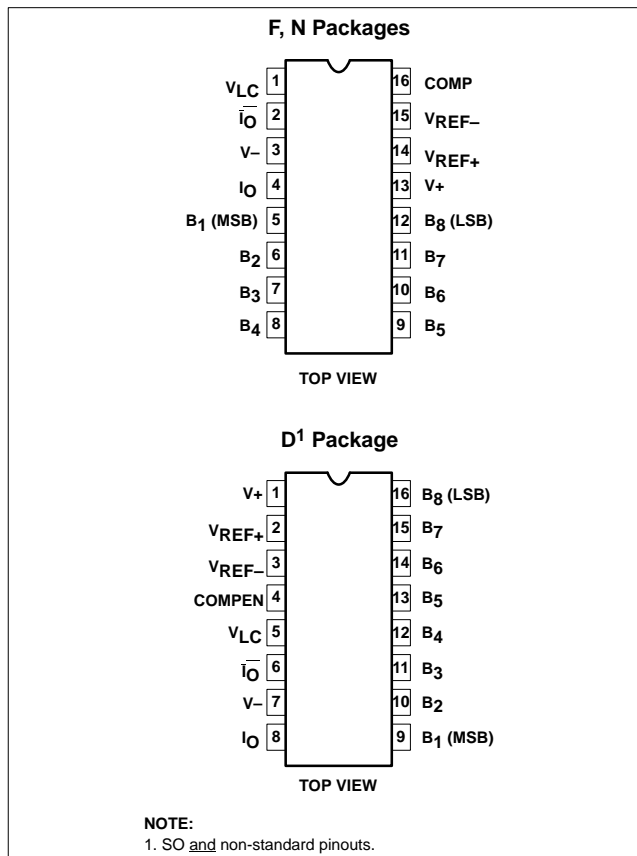 F, N Packages
VLC 1 16 COMP
I̅O̅ 2 15 VREF–
V– 3 14 VREF+
IO 4 13 V+
B1 (MSB) 5 12 B8 (LSB)
B2 6 11 B7
B3 7 10 B6
B4 8 9 B5
TOP VIEW
D1 Package
V+ 1 16 B8 (LSB)
VREF+ 2 15 B7
VREF– 3 14 B6
COMPEN 4 13 B5
VLC 5 12 B4
I̅O̅ 6 11 B3
V– 7 10 B2
IO 8 9 B1 (MSB)
TOP VIEW
NOTE:
1. SO and non-standard pinouts.